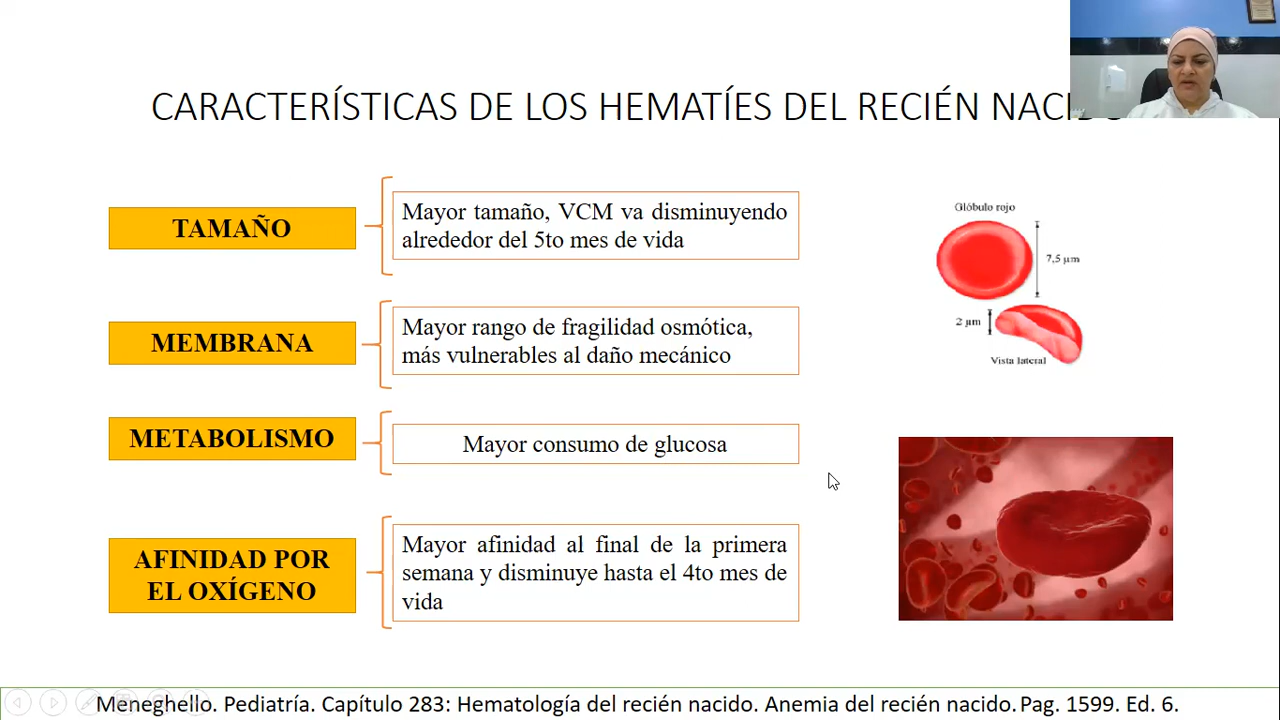 CARACTERÍSTICAS DE LOS HEMATÍES DEL RECIÉN NACIDO
TAMAÑO
Mayor tamaño, VCM va disminuyendo
alrededor del 5to mes de vida
MEMBRANA
Mayor rango de fragilidad osmótica,
más vulnerables al daño mecánico
METABOLISMO
Mayor consumo de glucosa
AFINIDAD POR
EL OXÍGENO
Mayor afinidad al final de la primera
semana y disminuye hasta el 4to mes de
vida
Glóbulo rojo
7,5 µm
2 µm
Vista lateral
Meneghello. Pediatría. Capítulo 283: Hematología del recién nacido. Anemia del recién nacido. Pag. 1599. Ed. 6.